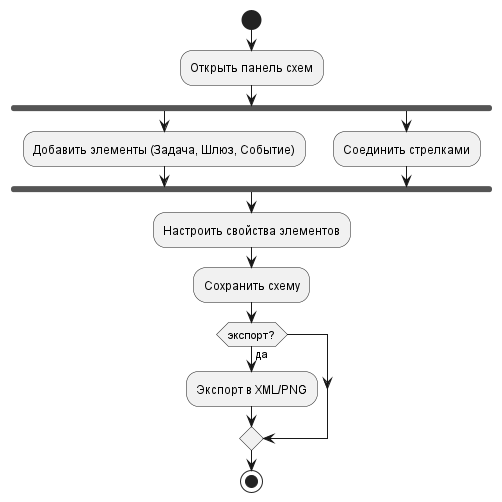 Открыть панель схем
Добавить элементы (Задача, Шлюз, Событие)
Соединить стрелками
Настроить свойства элементов
Сохранить схему
экспорт?
да
Экспорт в XML/PNG